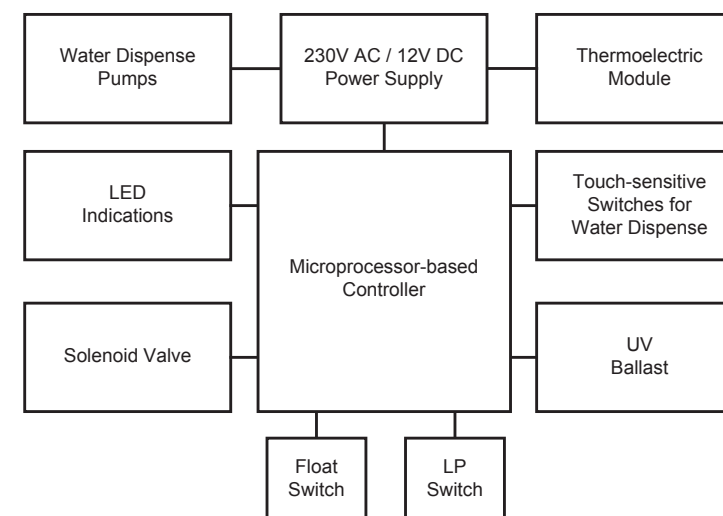 Water Dispense
Pumps
230V AC / 12V DC
Power Supply
Thermoelectric
Module
LED
Indications
Microprocessor-based
Controller
Touch-sensitive
Switches for
Water Dispense
Solenoid Valve
UV
Ballast
Float
Switch
LP
Switch